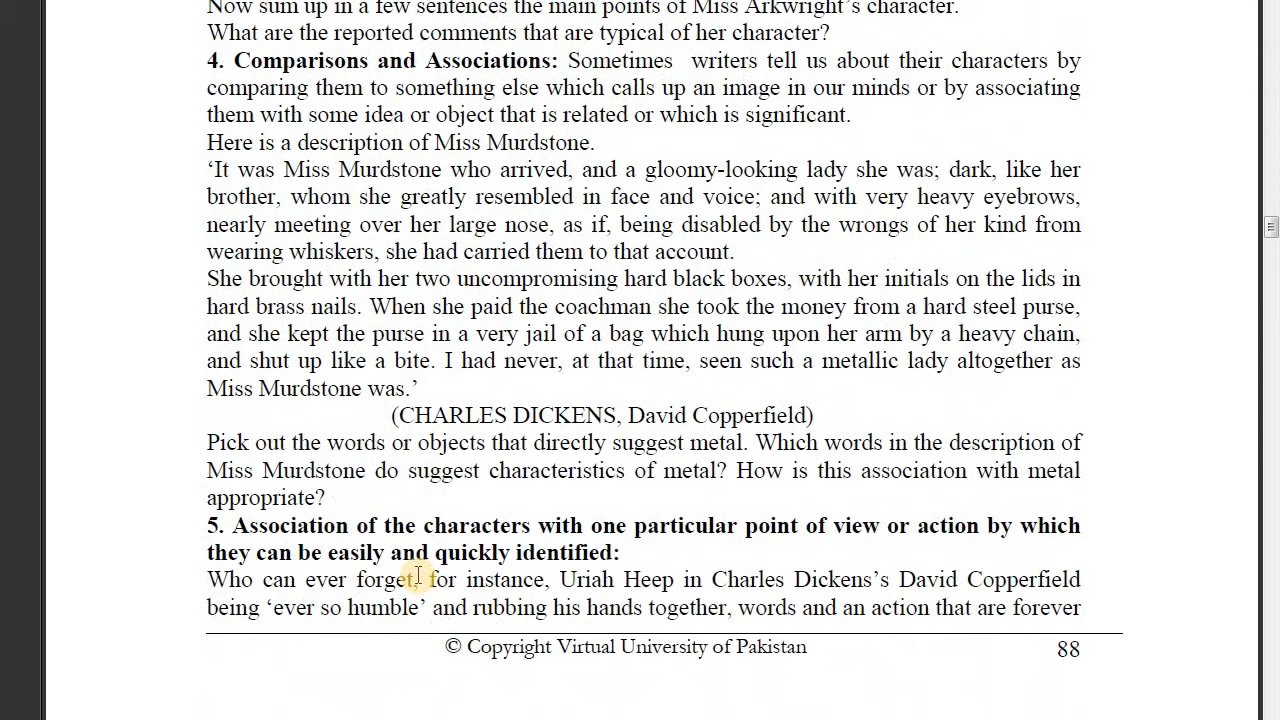 Now sum up in a few sentences the main points of Miss Arkwright's character.
What are the reported comments that are typical of her character?
4. Comparisons and Associations: Sometimes writers tell us about their characters by
comparing them to something else which calls up an image in our minds or by associating
them with some idea or object that is related or which is significant.
Here is a description of Miss Murdstone.
‘It was Miss Murdstone who arrived, and a gloomy-looking lady she was; dark, like her
brother, whom she greatly resembled in face and voice; and with very heavy eyebrows,
nearly meeting over her large nose, as if, being disabled by the wrongs of her kind from
wearing whiskers, she had carried them to that account.
She brought with her two uncompromising hard black boxes, with her initials on the lids in
hard brass nails. When she paid the coachman she took the money from a hard steel purse,
and she kept the purse in a very jail of a bag which hung upon her arm by a heavy chain,
and shut up like a bite. I had never, at that time, seen such a metallic lady altogether as
Miss Murdstone was.’
(CHARLES DICKENS, David Copperfield)
Pick out the words or objects that directly suggest metal. Which words in the description of
Miss Murdstone do suggest characteristics of metal? How is this association with metal
appropriate?
5. Association of the characters with one particular point of view or action by which
they can be easily and quickly identified:
Who can ever forget, for instance, Uriah Heep in Charles Dickens’s David Copperfield
being ‘ever so humble’ and rubbing his hands together, words and an action that are forever
© Copyright Virtual University of Pakistan 88